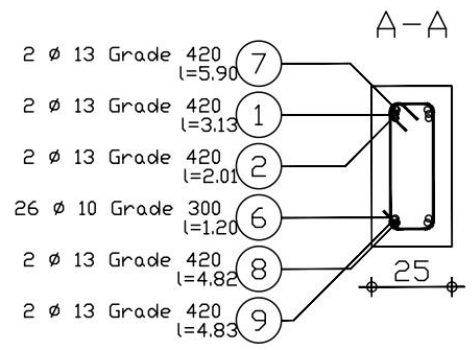 A-A
2 ø 13 Grade 420
l=5.90
7
2 ø 13 Grade 420
l=3.13
1
2 ø 13 Grade 420
l=2.01
2
26 ø 10 Grade 300
l=1.20
6
2 ø 13 Grade 420
l=4.82
8
2 ø 13 Grade 420
l=4.83
9
25